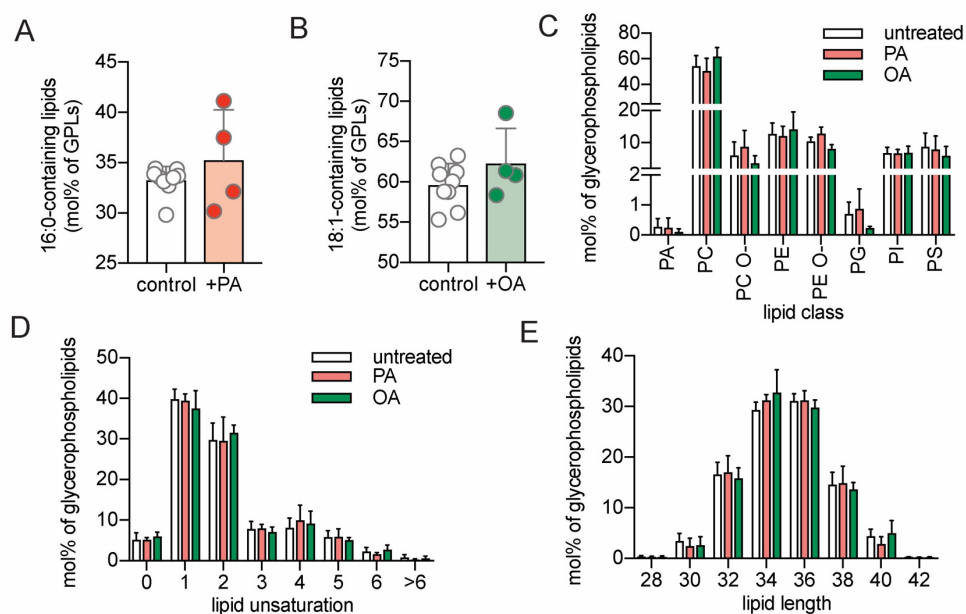 A
16:0-containing lipids
(mol% of GPLs)
45
40
35
30
25
control +PA
B
18:1-containing lipids
(mol% of GPLs)
75
70
65
60
55
50
control +OA
C
untreated
PA
OA
mol% of glycerophospholipids
80
60
40
20
20
10
2
1
0
PA
PC
PC O-
PE
PE O-
PG
PI
PS
lipid class
D
untreated
PA
OA
mol% of glycerophospholipids
50
40
30
20
10
0
0 1 2 3 4 5 6 >6
lipid unsaturation
E
mol% of glycerophospholipids
40
30
20
10
0
28 30 32 34 36 38 40 42
lipid length